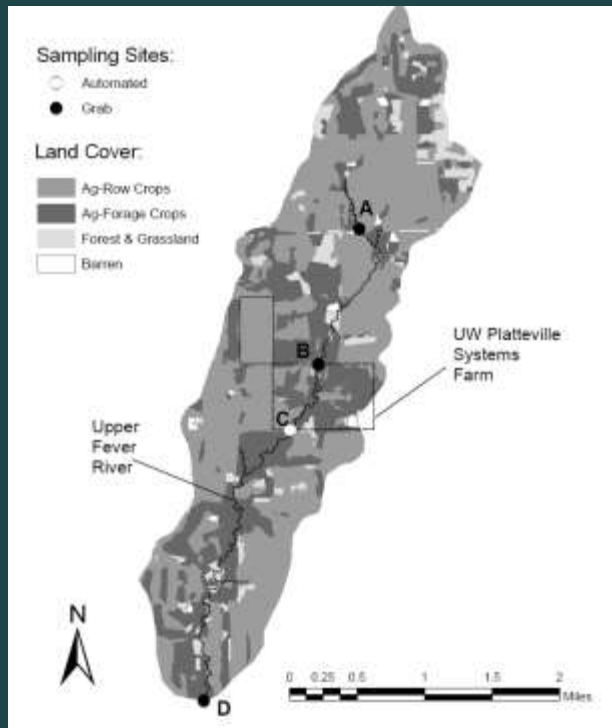 Sampling Sites:
Automated
Grab
Land Cover:
Ag-Row Crops
Ag-Forage Crops
Forest & Grassland
Barren
A
B
UW Platteville
Systems
Farm
C
Upper
Fever
River
N
D
0 0.25 0.5 1 1.5 2
Miles